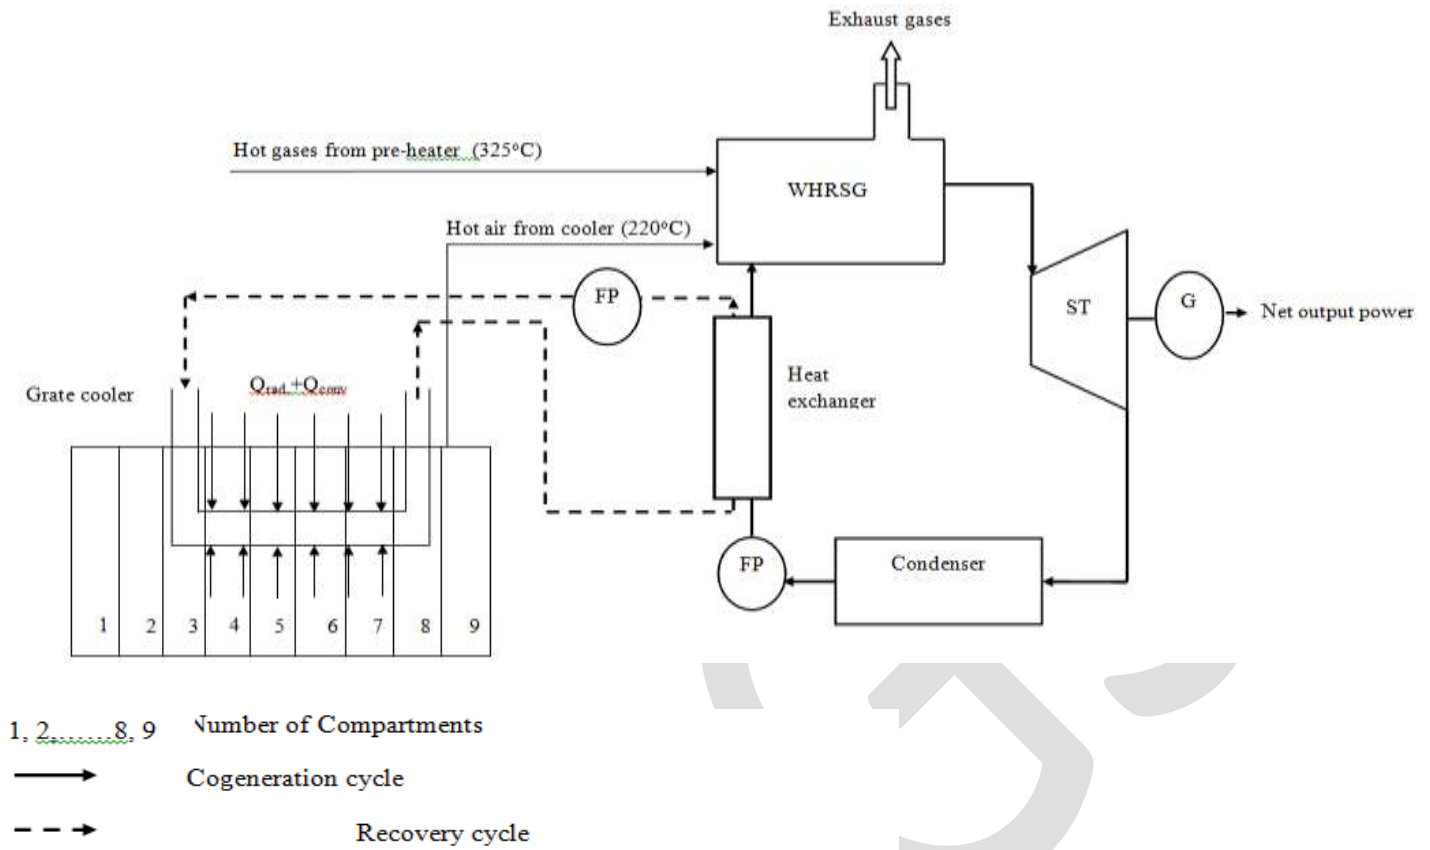 Exhaust gases
Hot gases from pre-heater (325°C)
WHRSG
Hot air from cooler (220°C)
FP
ST
G
Net output power
Heat
exchanger
Grate cooler
Qrad.+Qconv
FP
Condenser
1 2 3 4 5 6 7 8 9
1, 2,......8, 9 Number of Compartments
Cogeneration cycle
Recovery cycle